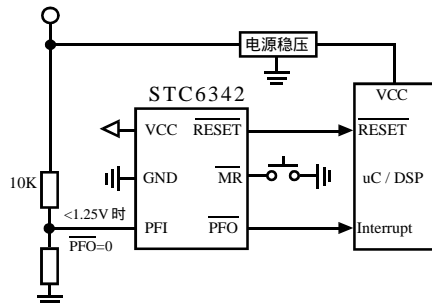 电源稳压
STC6342
VCC
VCC
RESET
RESET
GND
MR
uC / DSP
10K
<1.25V 时
PFI
PFO
Interrupt
PFO=0